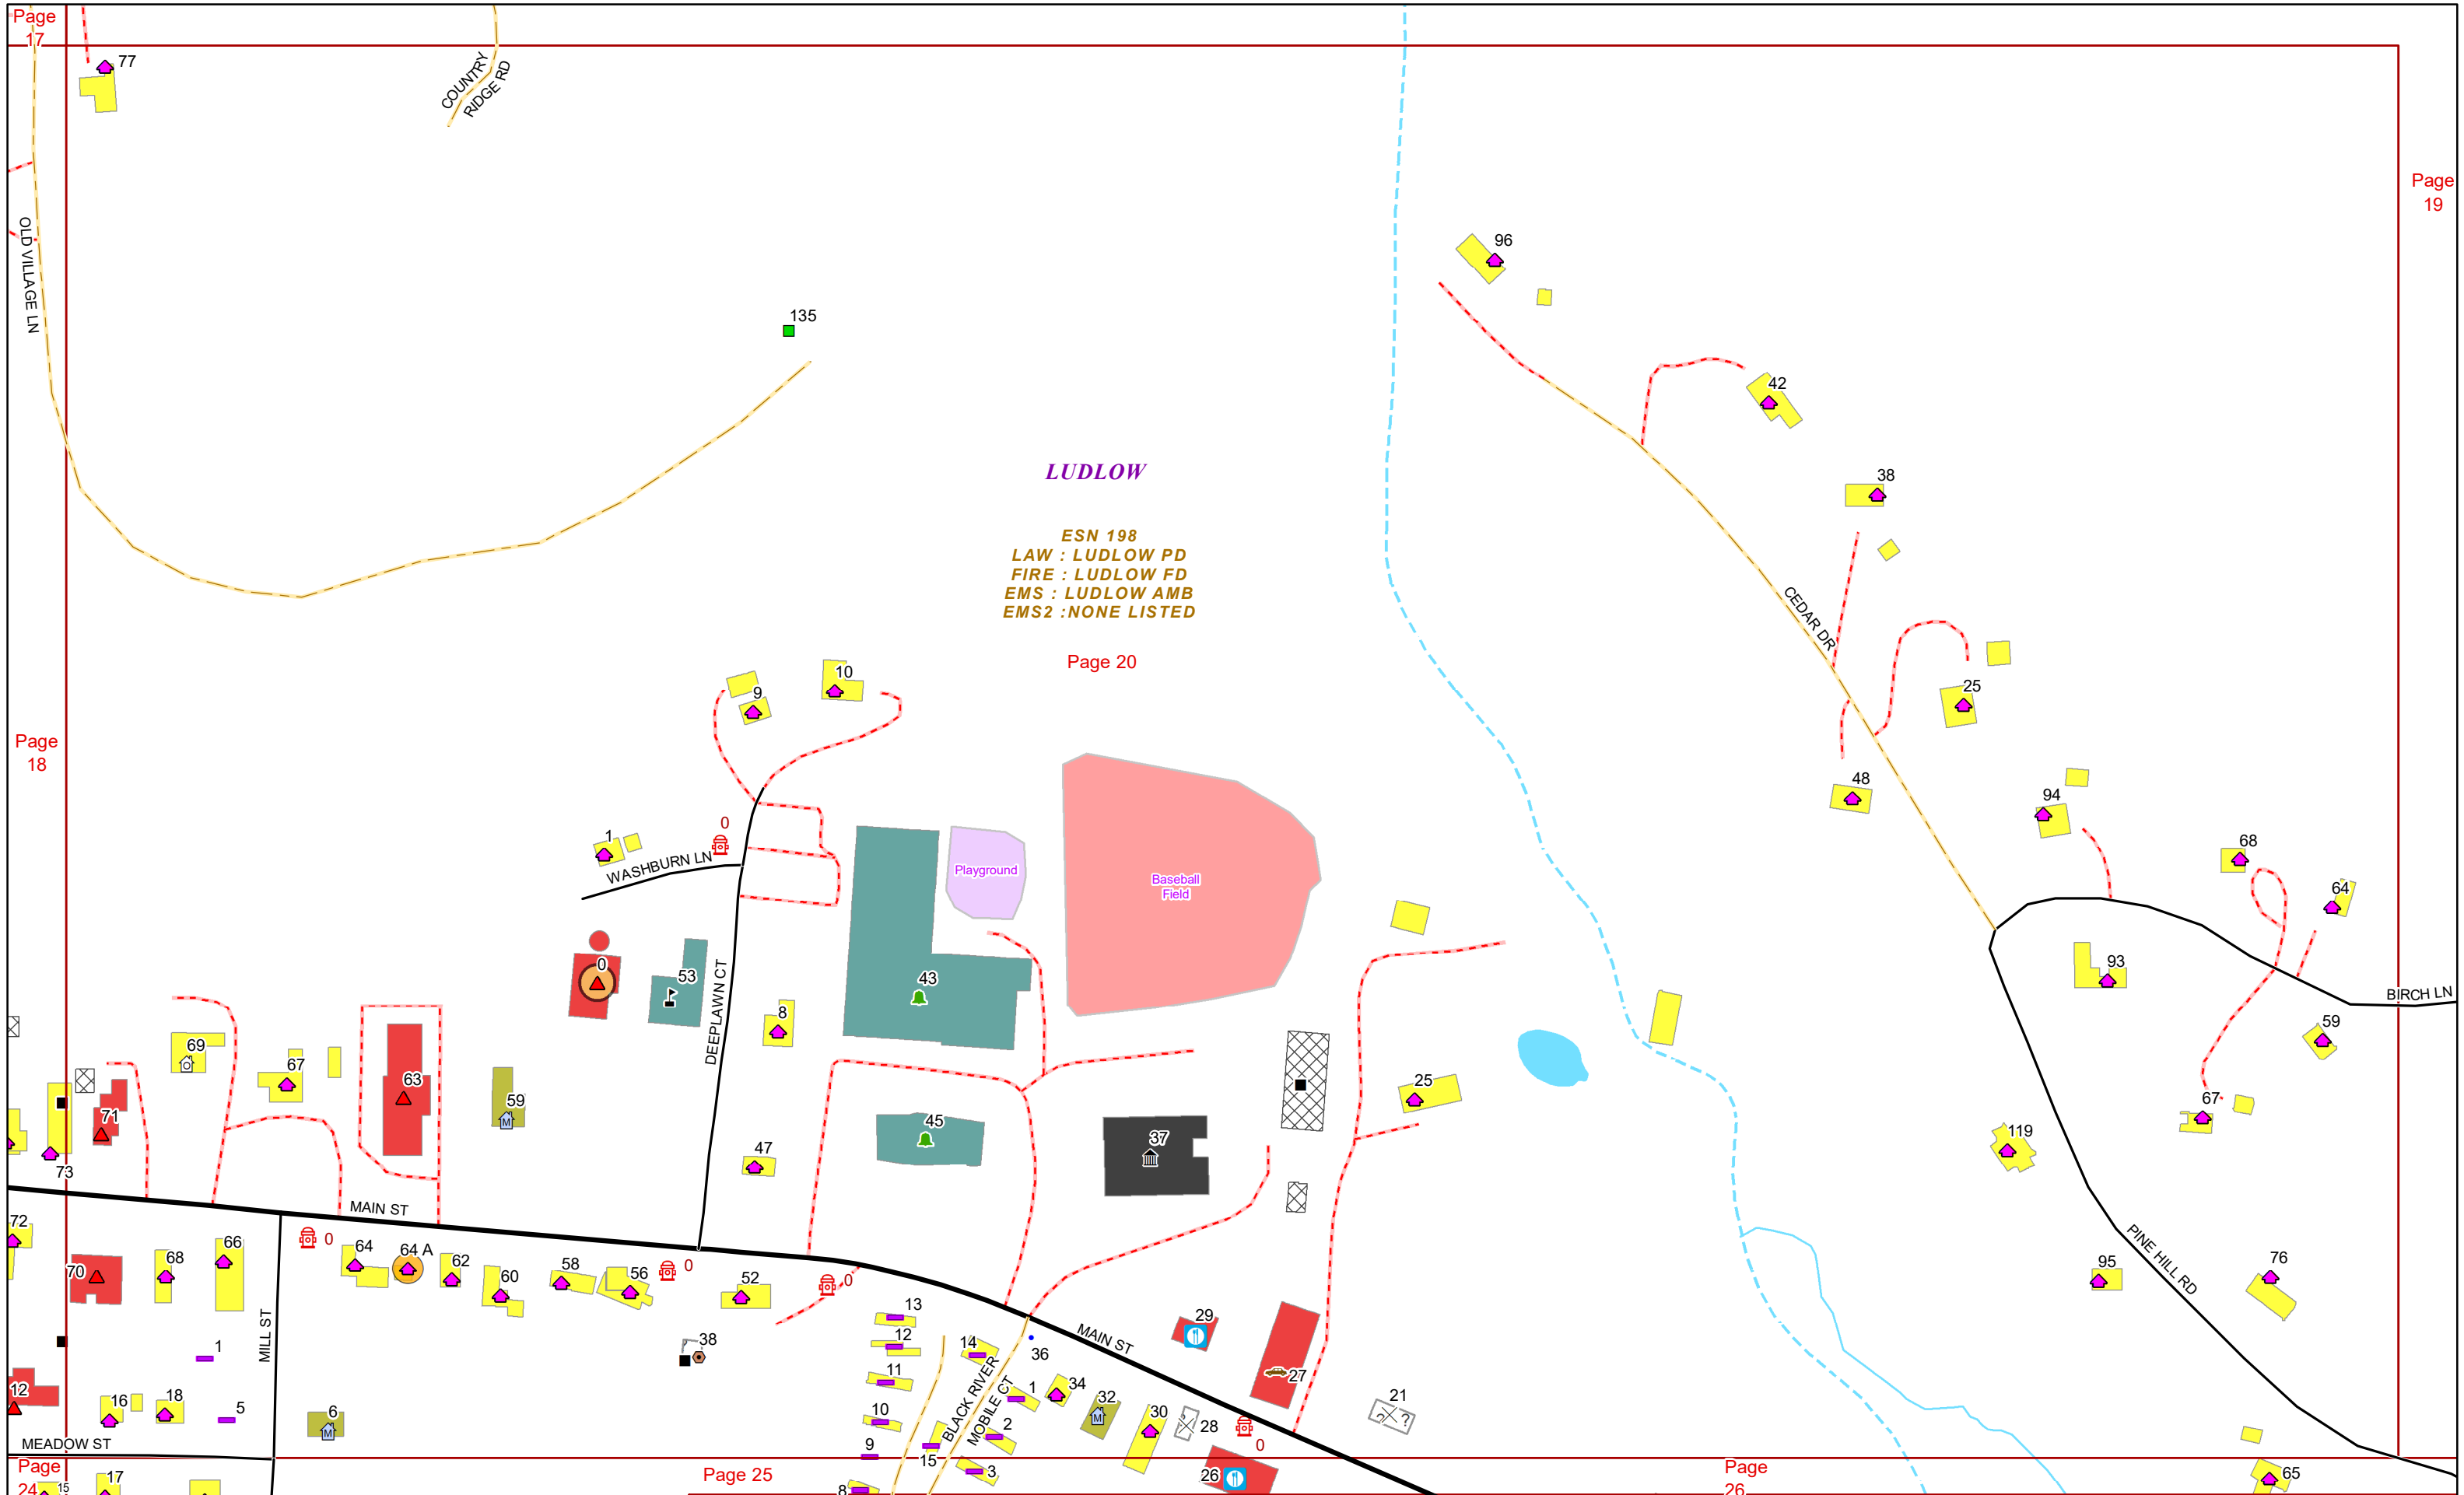 Page
17
77
COUNTRY
RIDGE RD
Page
19
OLD VILLAGE LN
96
135
42
LUDLOW
38
ESN 198
LAW : LUDLOW PD
FIRE : LUDLOW FD
EMS : LUDLOW AMB
EMS2 :NONE LISTED
CEDAR DR
Page 20
10
9
25
Page
18
48
94
0
1
WASHBURN LN
Playground
Baseball
Field
68
64
0
53
43
93
BIRCH LN
DEEPLAWN CT
8
69
67
63
59
25
59
71
45
37
67
47
119
73
MAIN ST
72
0
64
64 A
62
60
58
56
0
52
0
66
68
70
PINE HILL RD
95
76
MILL ST
13
12
14
36
MAIN ST
29
38
11
1
34
27
1
BLACK RIVER
MOBILE CT
12
16
18
5
6
10
2
32
30
28
0
21
MEADOW ST
9
15
3
26
Page
24
15
17
Page 25
8
Page
26
65